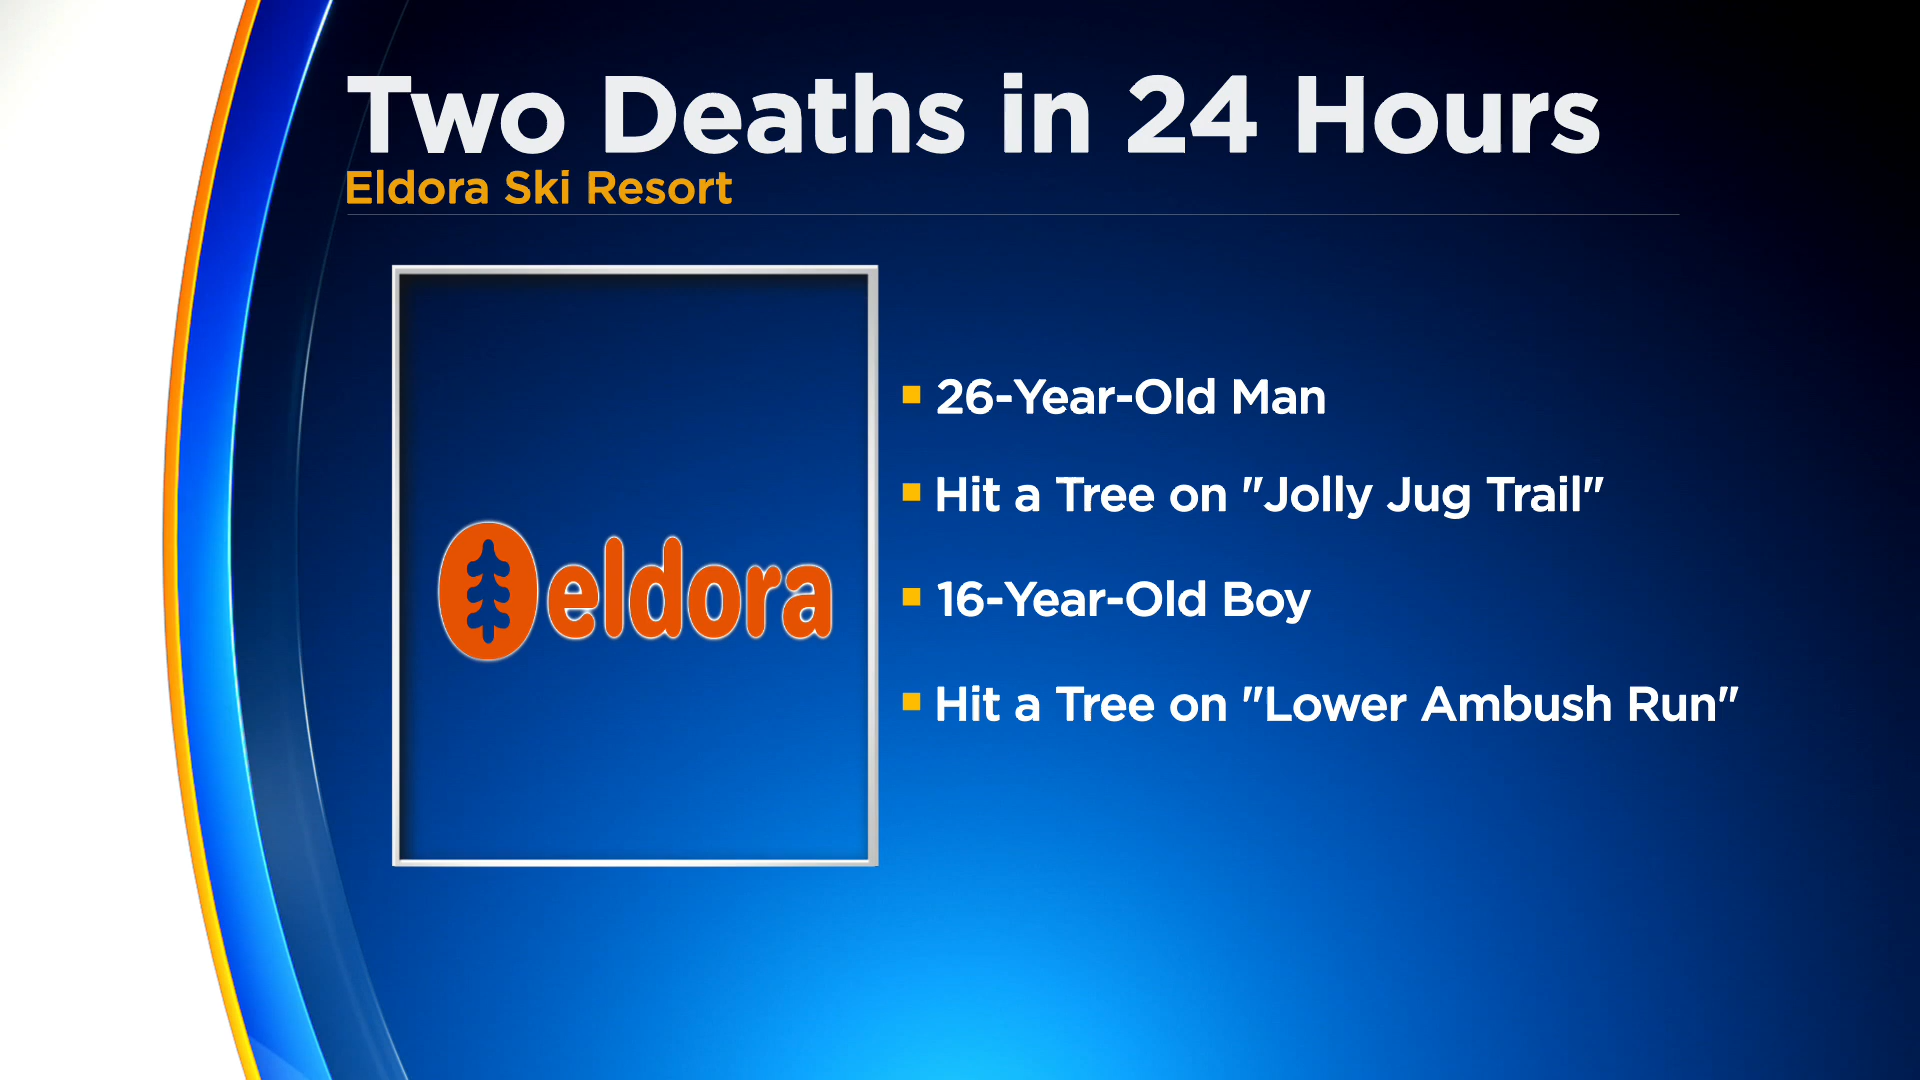 Two Deaths in 24 Hours
Eldora Ski Resort
eldora
26-Year-Old Man
Hit a Tree on "Jolly Jug Trail"
16-Year-Old Boy
Hit a Tree on "Lower Ambush Run"